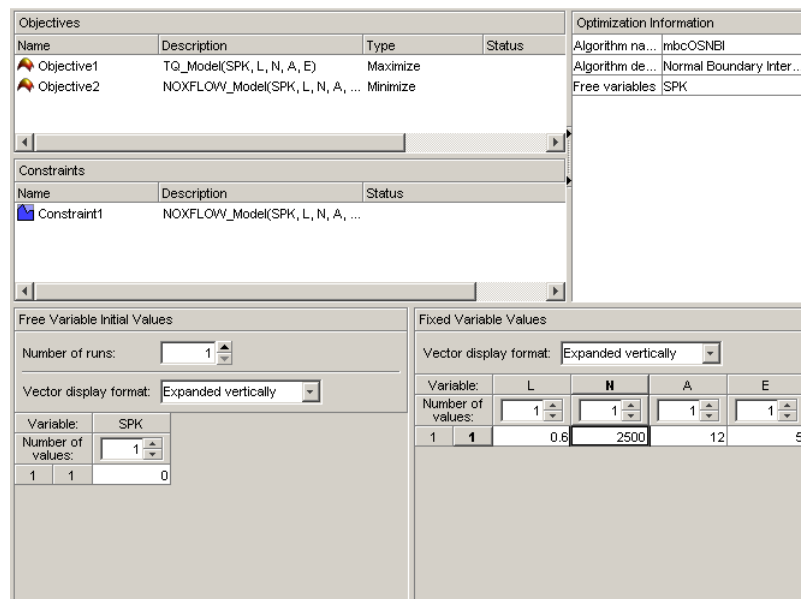 Objectives
Name Description Type Status
Objective1 TQ_Model(SPK, L, N, A, E) Maximize
Objective2 NOXFLOW_Model(SPK, L, N, A, ... Minimize
Constraints
Name Description Status
Constraint1 NOXFLOW_Model(SPK, L, N, A, ...
Optimization Information
Algorithm na... mbcOSNBI
Algorithm de... Normal Boundary Inter...
Free variables SPK
Free Variable Initial Values
Number of runs: 1
Vector display format: Expanded vertically
Variable: SPK
Number of values: 1
1 1 0
Fixed Variable Values
Vector display format: Expanded vertically
Variable: L N A E
Number of values: 1 1 1 1
1 1 0.6 2500 12 5